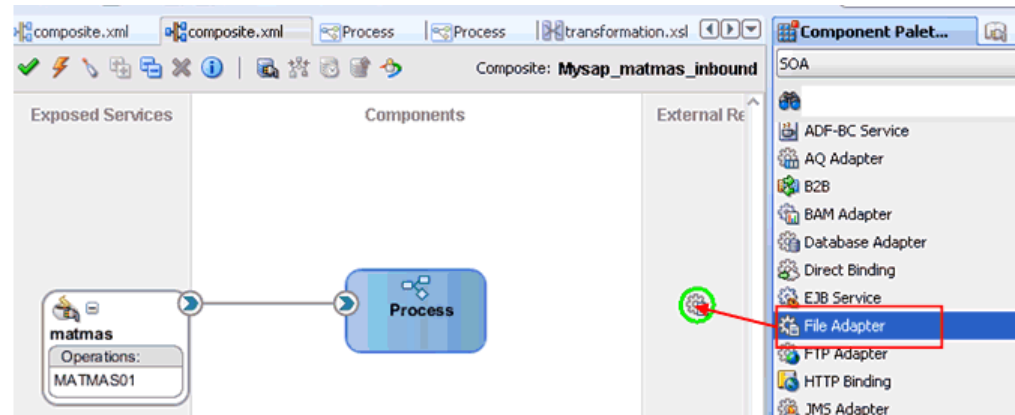 composite.xml
composite.xml
Process
Process
transformation.xsl
Component Palet...
Composite: Mysap_matmas_inbound
SOA
Exposed Services
Components
External Re
ADF-BC Service
AQ Adapter
B2B
BAM Adapter
Database Adapter
Direct Binding
EJB Service
File Adapter
FTP Adapter
HTTP Binding
JMS Adapter
matmas
Operations:
MATMAS01
Process